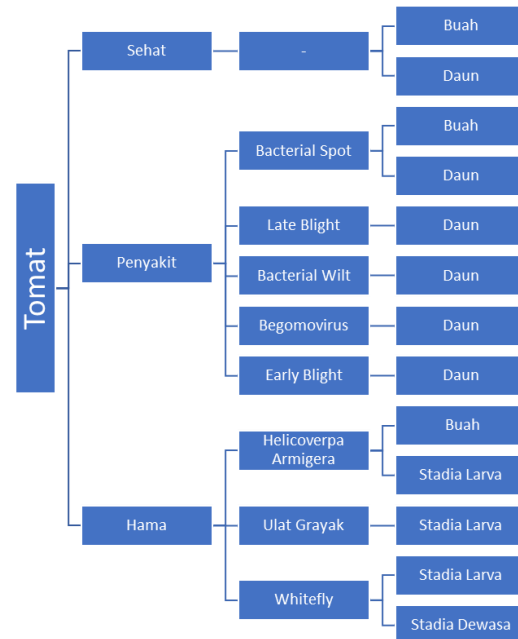 Tomat
Sehat
-
Buah
Daun
Penyakit
Bacterial Spot
Buah
Daun
Late Blight
Daun
Bacterial Wilt
Daun
Begomovirus
Daun
Early Blight
Daun
Hama
Helicoverpa
Armigera
Buah
Stadia Larva
Ulat Grayak
Stadia Larva
Whitefly
Stadia Larva
Stadia Dewasa